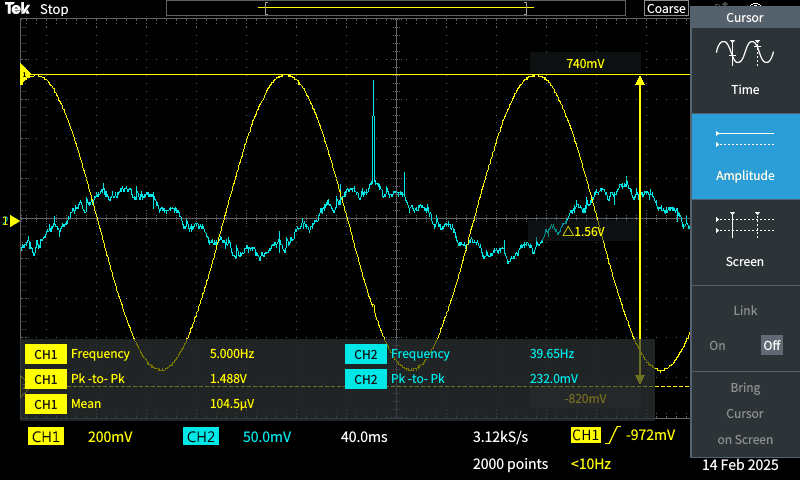 Tek Stop Coarse
Cursor
740mV
Time
Amplitude
△1.56V
Screen
Link
On Off
CH1 Frequency 5.000Hz CH2 Frequency 39.65Hz
CH1 Pk -to- Pk 1.488V CH2 Pk -to- Pk 232.0mV
CH1 Mean 104.5µV -820mV
Bring
Cursor
on Screen
CH1 200mV CH2 50.0mV 40.0ms 3.12kS/s CH1 -972mV
2000 points <10Hz 14 Feb 2025
1
2